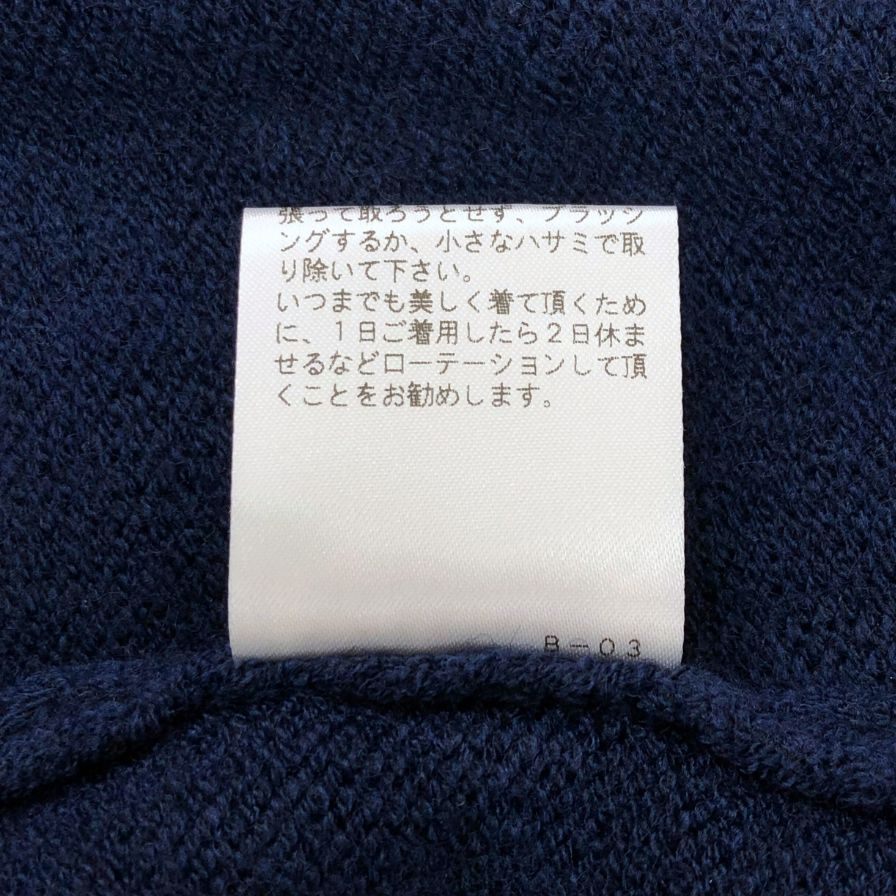 張って取ろうとせず、ブラッシ
ングするか、小さなハサミで取
り除いて下さい。
いつまでも美しく着て頂くため
に、１日ご着用したら２日休ま
せるなどローテーションして頂
くことをお勧めします。
B－03